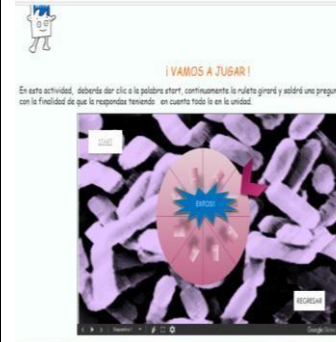 ¡ VAMOS A JUGAR !
En esta actividad, deberás dar clic a la palabra start, continuamente la ruleta girará y saldrá una pregun
con la finalidad de que la respondas teniendo en cuenta todo lo en la unidad.
START
EXITOS!
REGRESAR